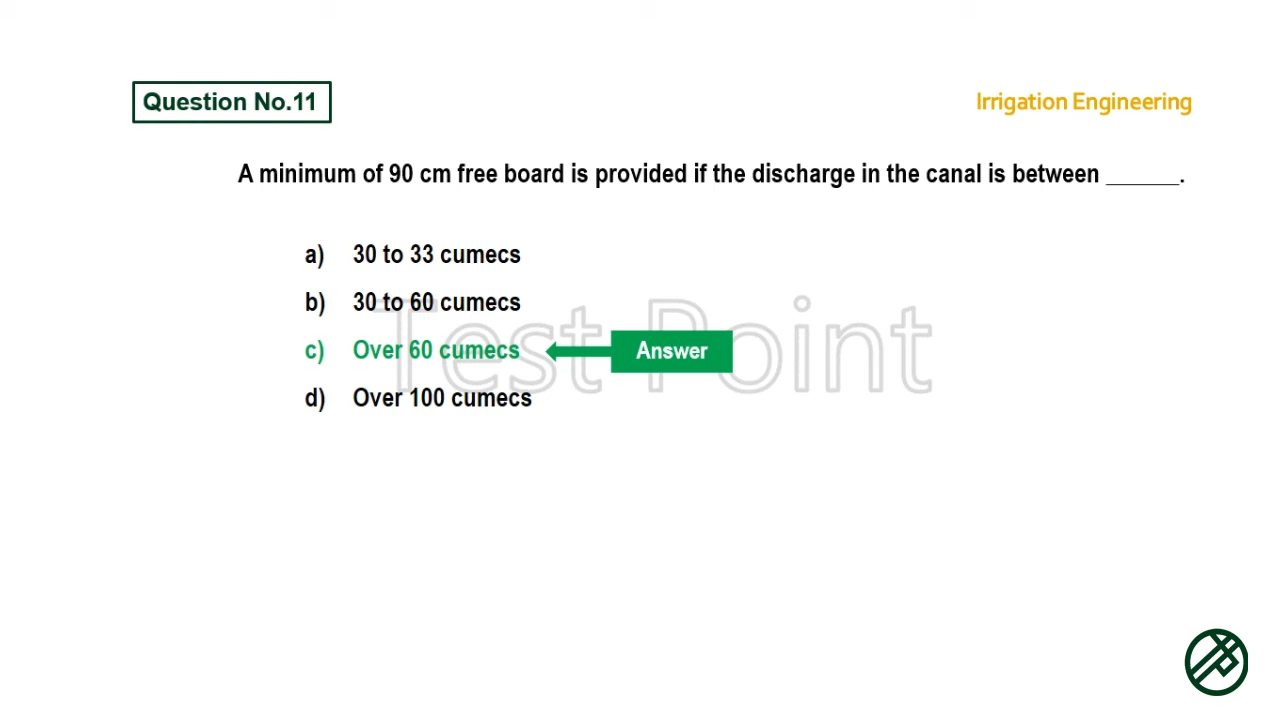 Question No.11
Irrigation Engineering
A minimum of 90 cm free board is provided if the discharge in the canal is between ______.
a) 30 to 33 cumecs
b) 30 to 60 cumecs
c) Over 60 cumecs
Answer
d) Over 100 cumecs
Test Point